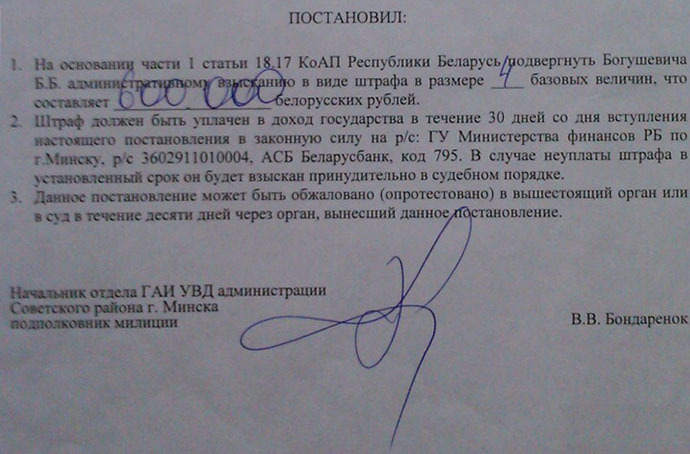 ПОСТАНОВИЛ:
1. На основании части 1 статьи 18.17 КоАП Республики Беларусь подвергнуть Богушевича
Б.Б. административному взысканию в виде штрафа в размере 4 базовых величин, что
составляет 600 000 белорусских рублей.
2. Штраф должен быть уплачен в доход государства в течение 30 дней со дня вступления
настоящего постановления в законную силу на р/с: ГУ Министерства финансов РБ по
г.Минску, р/с 3602911010004, АСБ Беларусбанк, код 795. В случае неуплаты штрафа в
установленный срок он будет взыскан принудительно в судебном порядке.
3. Данное постановление может быть обжаловано (опротестовано) в вышестоящий орган или
в суд в течение десяти дней через орган, вынесший данное постановление.
Начальник отдела ГАИ УВД администрации
Советского района г. Минска
подполковник милиции В.В. Бондаренок